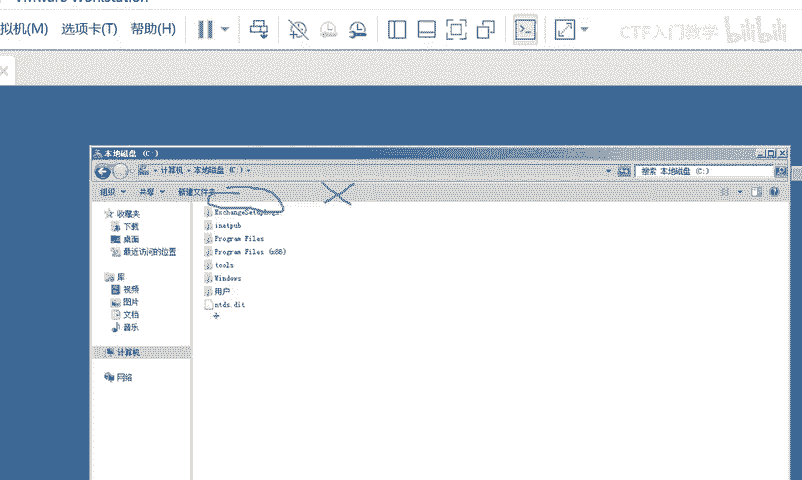 VMware Workstation
拟机(M) 选项卡(T) 帮助(H)
CTF入门教学 bilibili
本地磁盘 (C:)
计算机 本地磁盘 (C:)
搜索 本地磁盘 (C:)
组织 共享 新建文件夹
收藏夹
下载
桌面
最近访问的位置
库
视频
图片
文档
音乐
计算机
网络
ExchangeSetupLogs
inetpub
Program Files
Program Files (x86)
tools
Windows
用户
ntds.dit